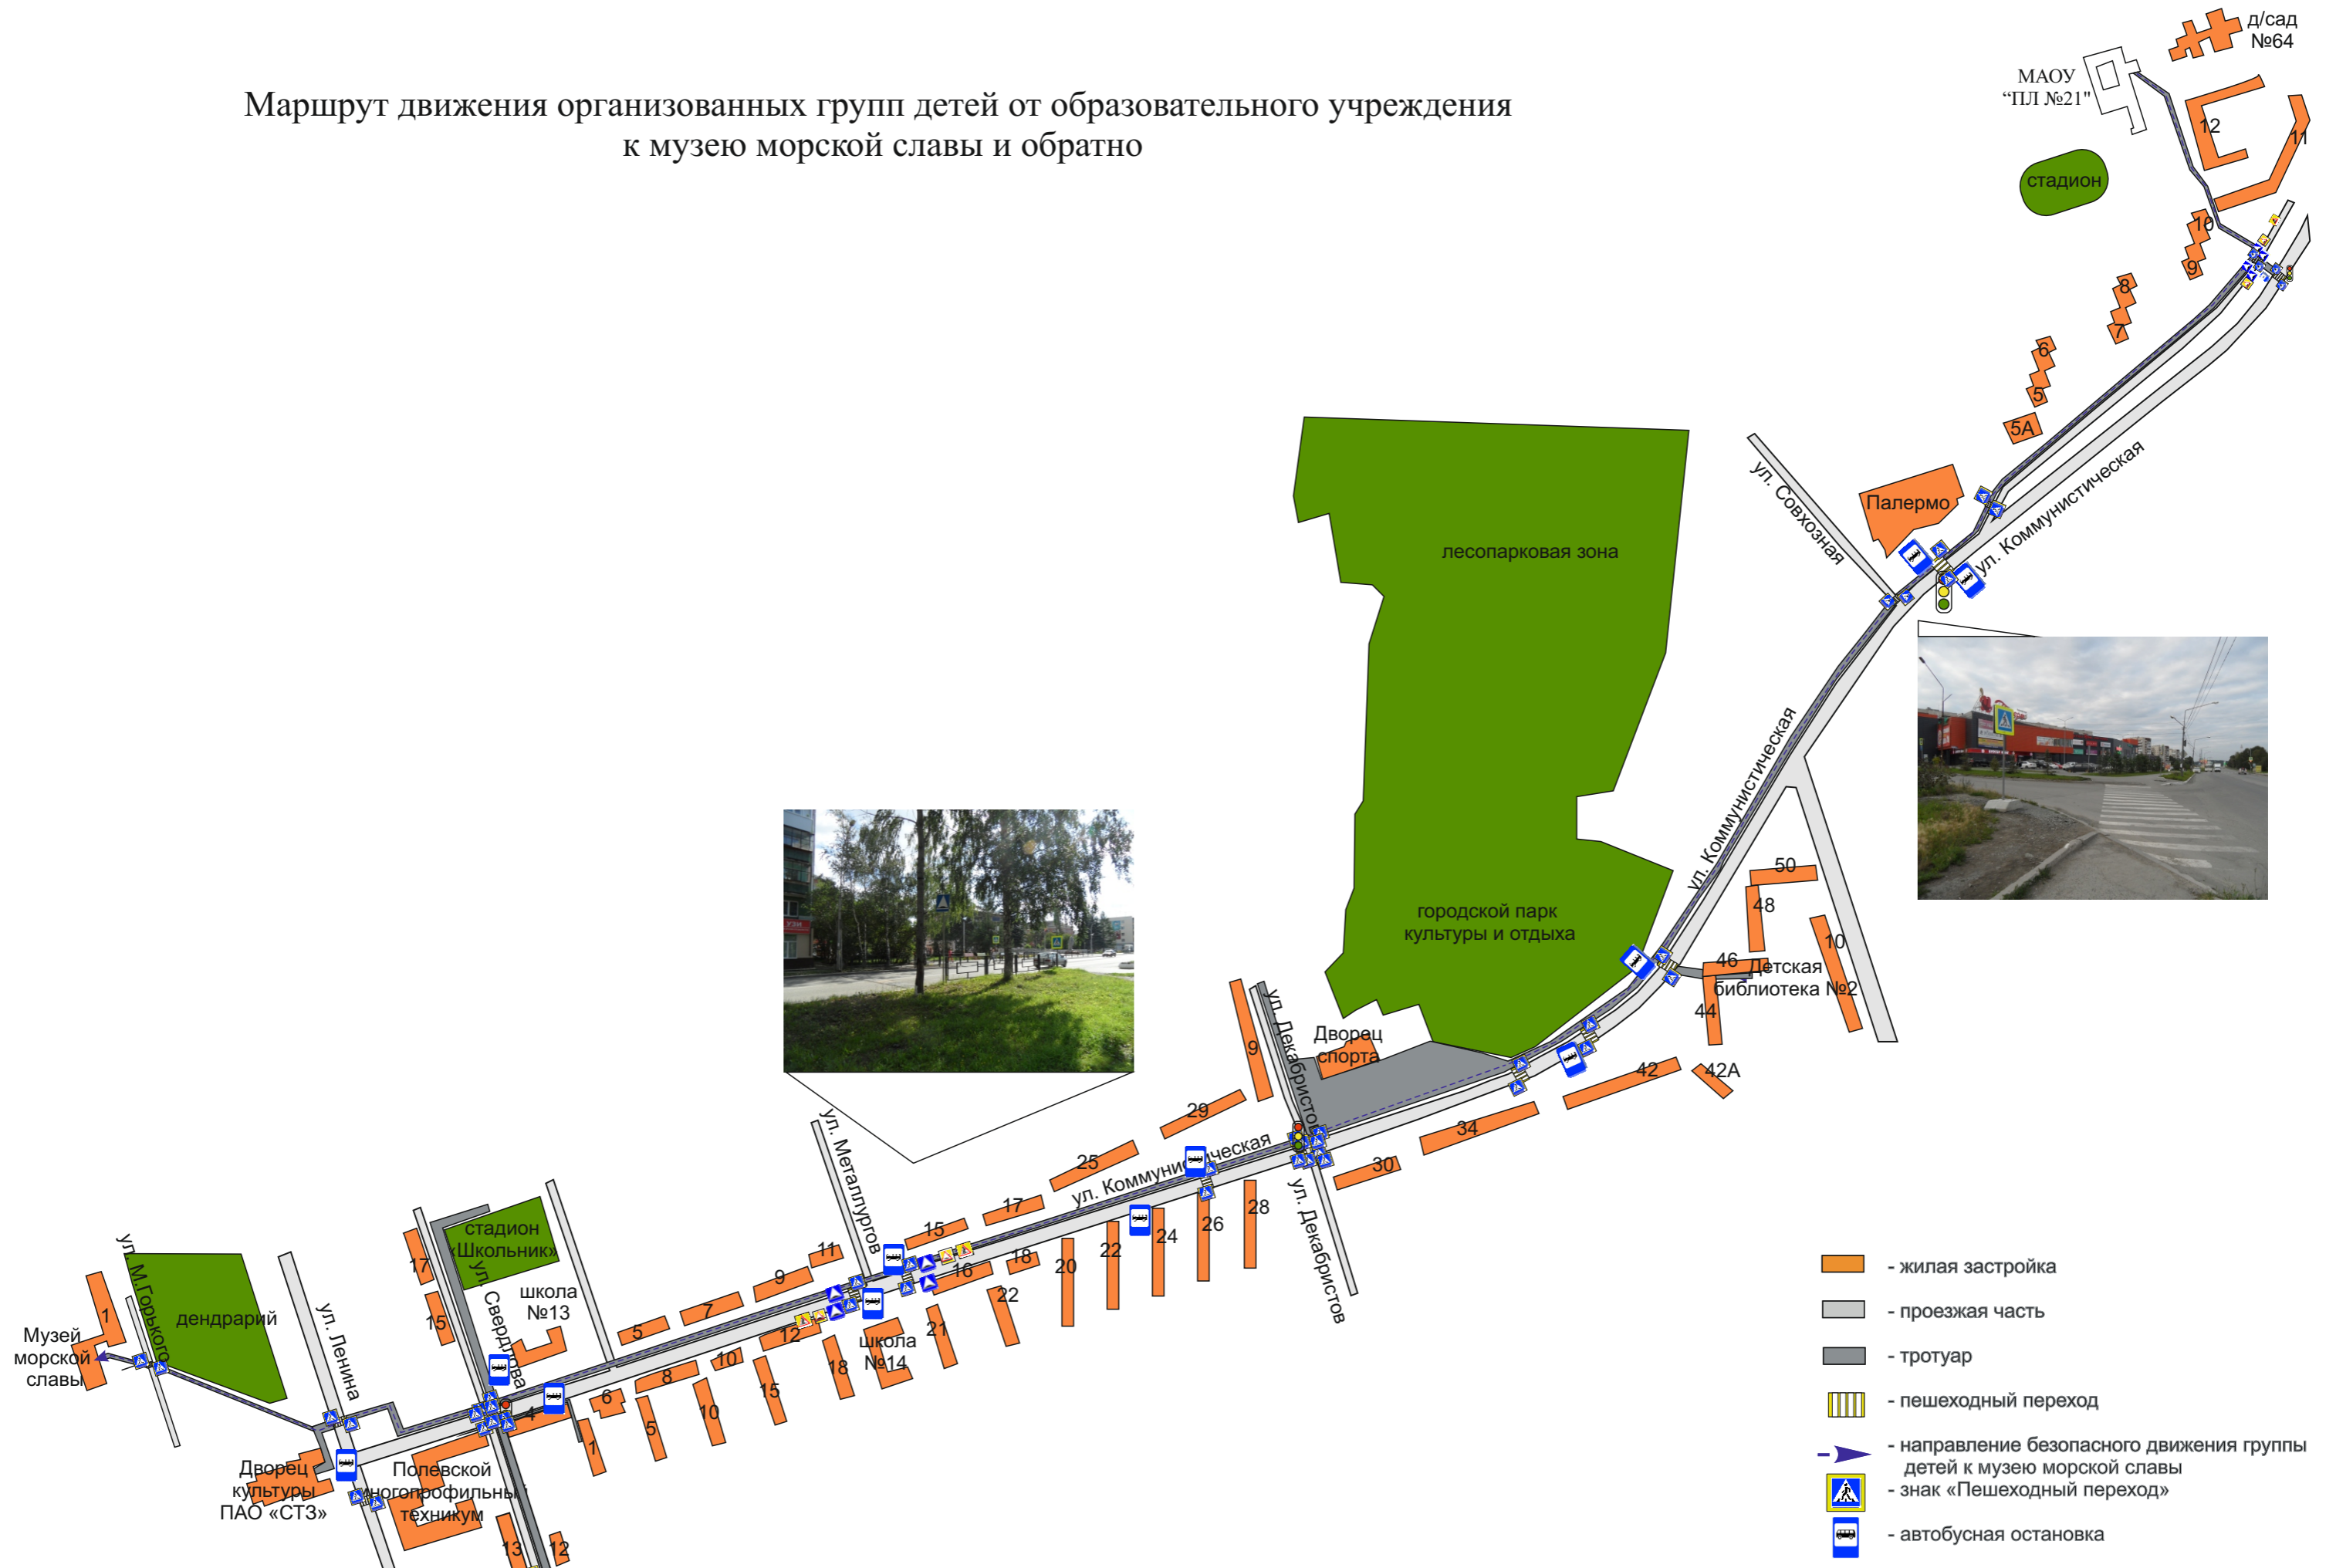 Маршрут движения организованных групп детей от образовательного учреждения
к музею морской славы и обратно
д/сад
№64
МАОУ
“ПЛ №21"
12
11
стадион
10
9
8
7
6
5
5А
Палермо
ул. Совхозная
ул. Коммунистическая
лесопарковая зона
ул. Коммунистическая
городской парк
культуры и отдыха
50
48
10
46
Детская
библиотека №2
44
42А
42
34
30
Дворец
спорта
ул. Декабристов
9
29
25
ул. Коммунистическая
ул. Декабристов
28
26
24
22
20
18
17
15
16
22
21
ул. Металлургов
11
9
7
5
12
школа
№14
18
15
10
10
8
5
6
1
4
школа
№13
стадион
«Школьник»
ул. Свердлова
17
15
ул. Ленина
дендрарий
ул. М.Горького
1
Музей
морской
славы
Дворец
культуры
ПАО «СТЗ»
Полевской
многопрофильный
техникум
13
12
УЗИ
- жилая застройка
- проезжая часть
- тротуар
- пешеходный переход
- направление безопасного движения группы
детей к музею морской славы
- знак «Пешеходный переход»
- автобусная остановка